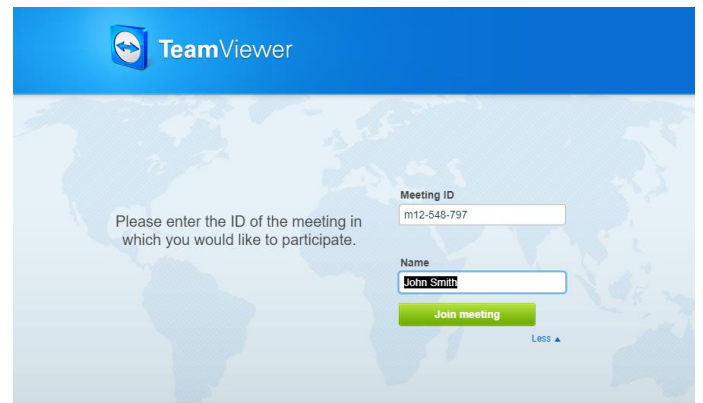 TeamViewer
Please enter the ID of the meeting in
which you would like to participate.
Meeting ID
m12-548-797
Name
John Smith
Join meeting
Less ▲